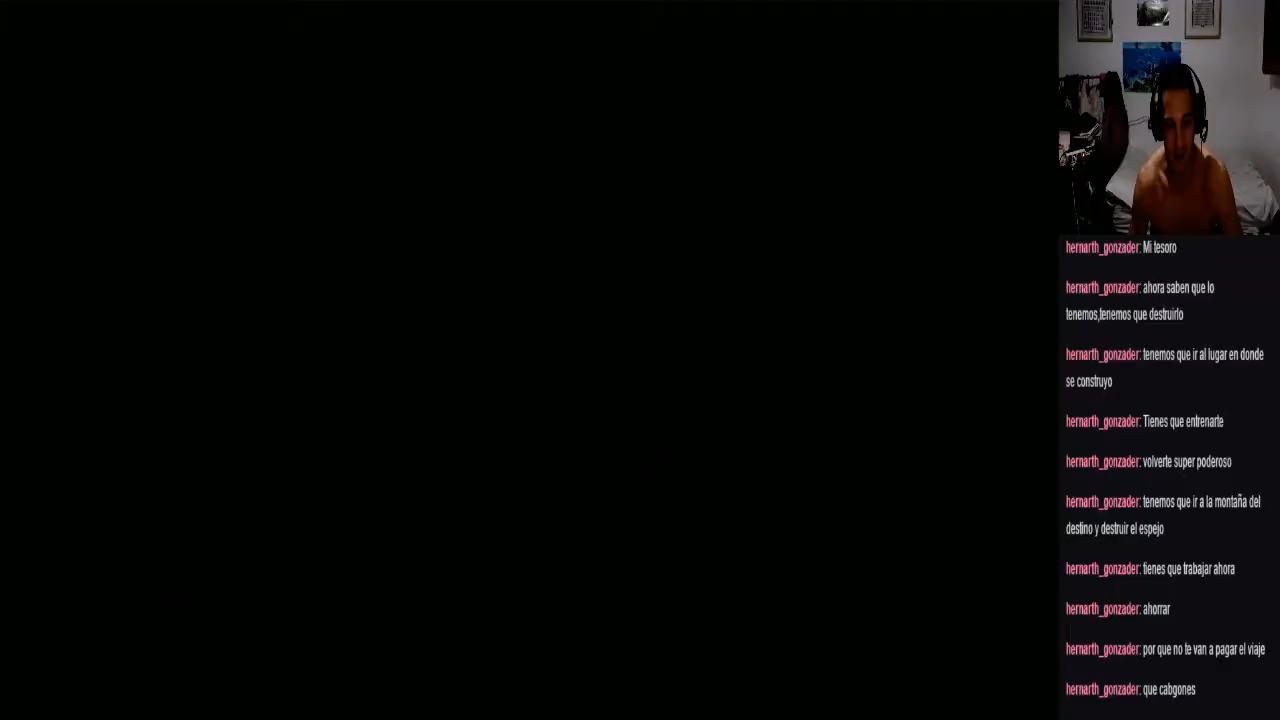 hernarth_gonzader: Mi tesoro
hernarth_gonzader: ahora saben que lo
tenemos,tenemos que destruirlo
hernarth_gonzader: tenemos que ir al lugar en donde
se construyo
hernarth_gonzader: Tienes que entrenarte
hernarth_gonzader: volverte super poderoso
hernarth_gonzader: tenemos que ir a la montaña del
destino y destruir el espejo
hernarth_gonzader: tienes que trabajar ahora
hernarth_gonzader: ahorrar
hernarth_gonzader: por que no te van a pagar el viaje
hernarth_gonzader: que cabgones